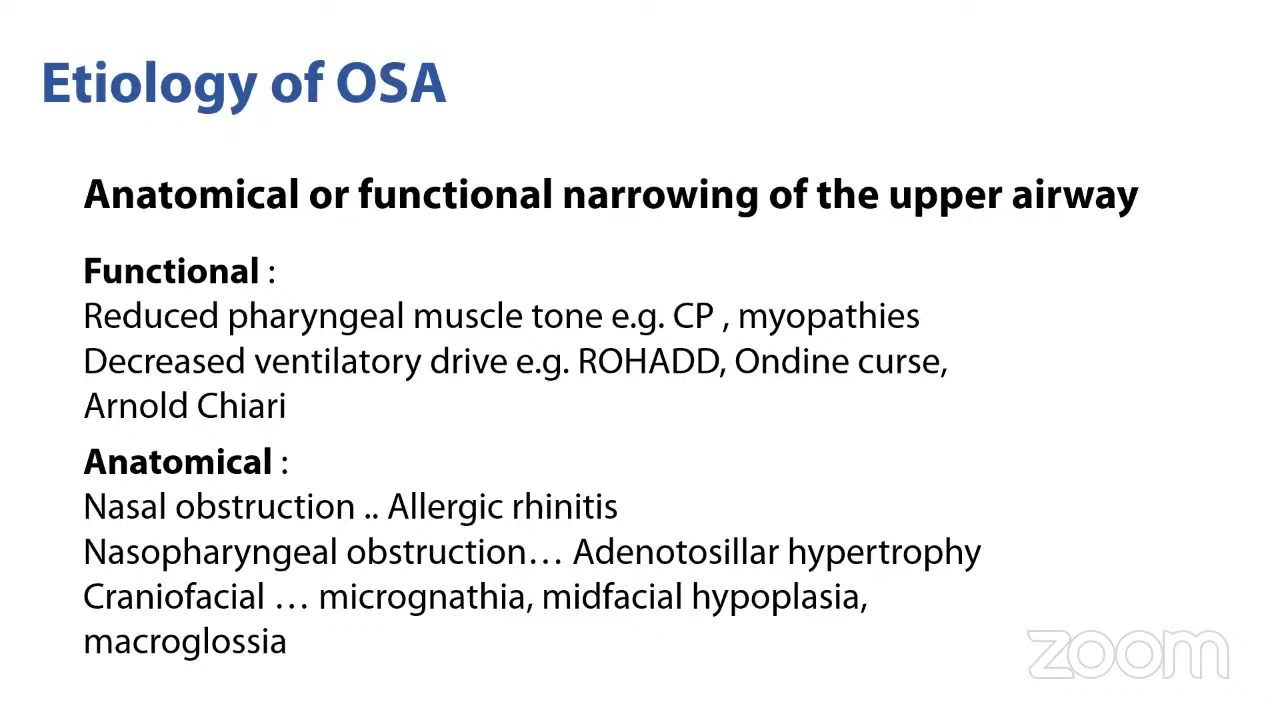 Etiology of OSA
Anatomical or functional narrowing of the upper airway
Functional :
Reduced pharyngeal muscle tone e.g. CP , myopathies
Decreased ventilatory drive e.g. ROHADD, Ondine curse,
Arnold Chiari
Anatomical :
Nasal obstruction .. Allergic rhinitis
Nasopharyngeal obstruction… Adenotosillar hypertrophy
Craniofacial … micrognathia, midfacial hypoplasia,
macroglossia
zoom